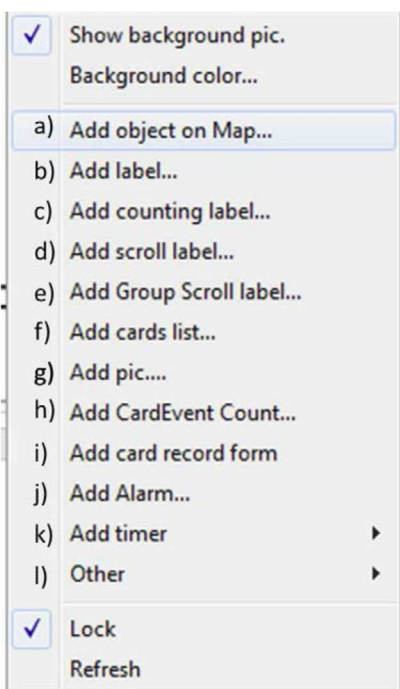 Show background pic.
Background color...
a) Add object on Map...
b) Add label...
c) Add counting label...
d) Add scroll label...
e) Add Group Scroll label...
f) Add cards list...
g) Add pic....
h) Add CardEvent Count...
i) Add card record form
j) Add Alarm...
k) Add timer
l) Other
Lock
Refresh